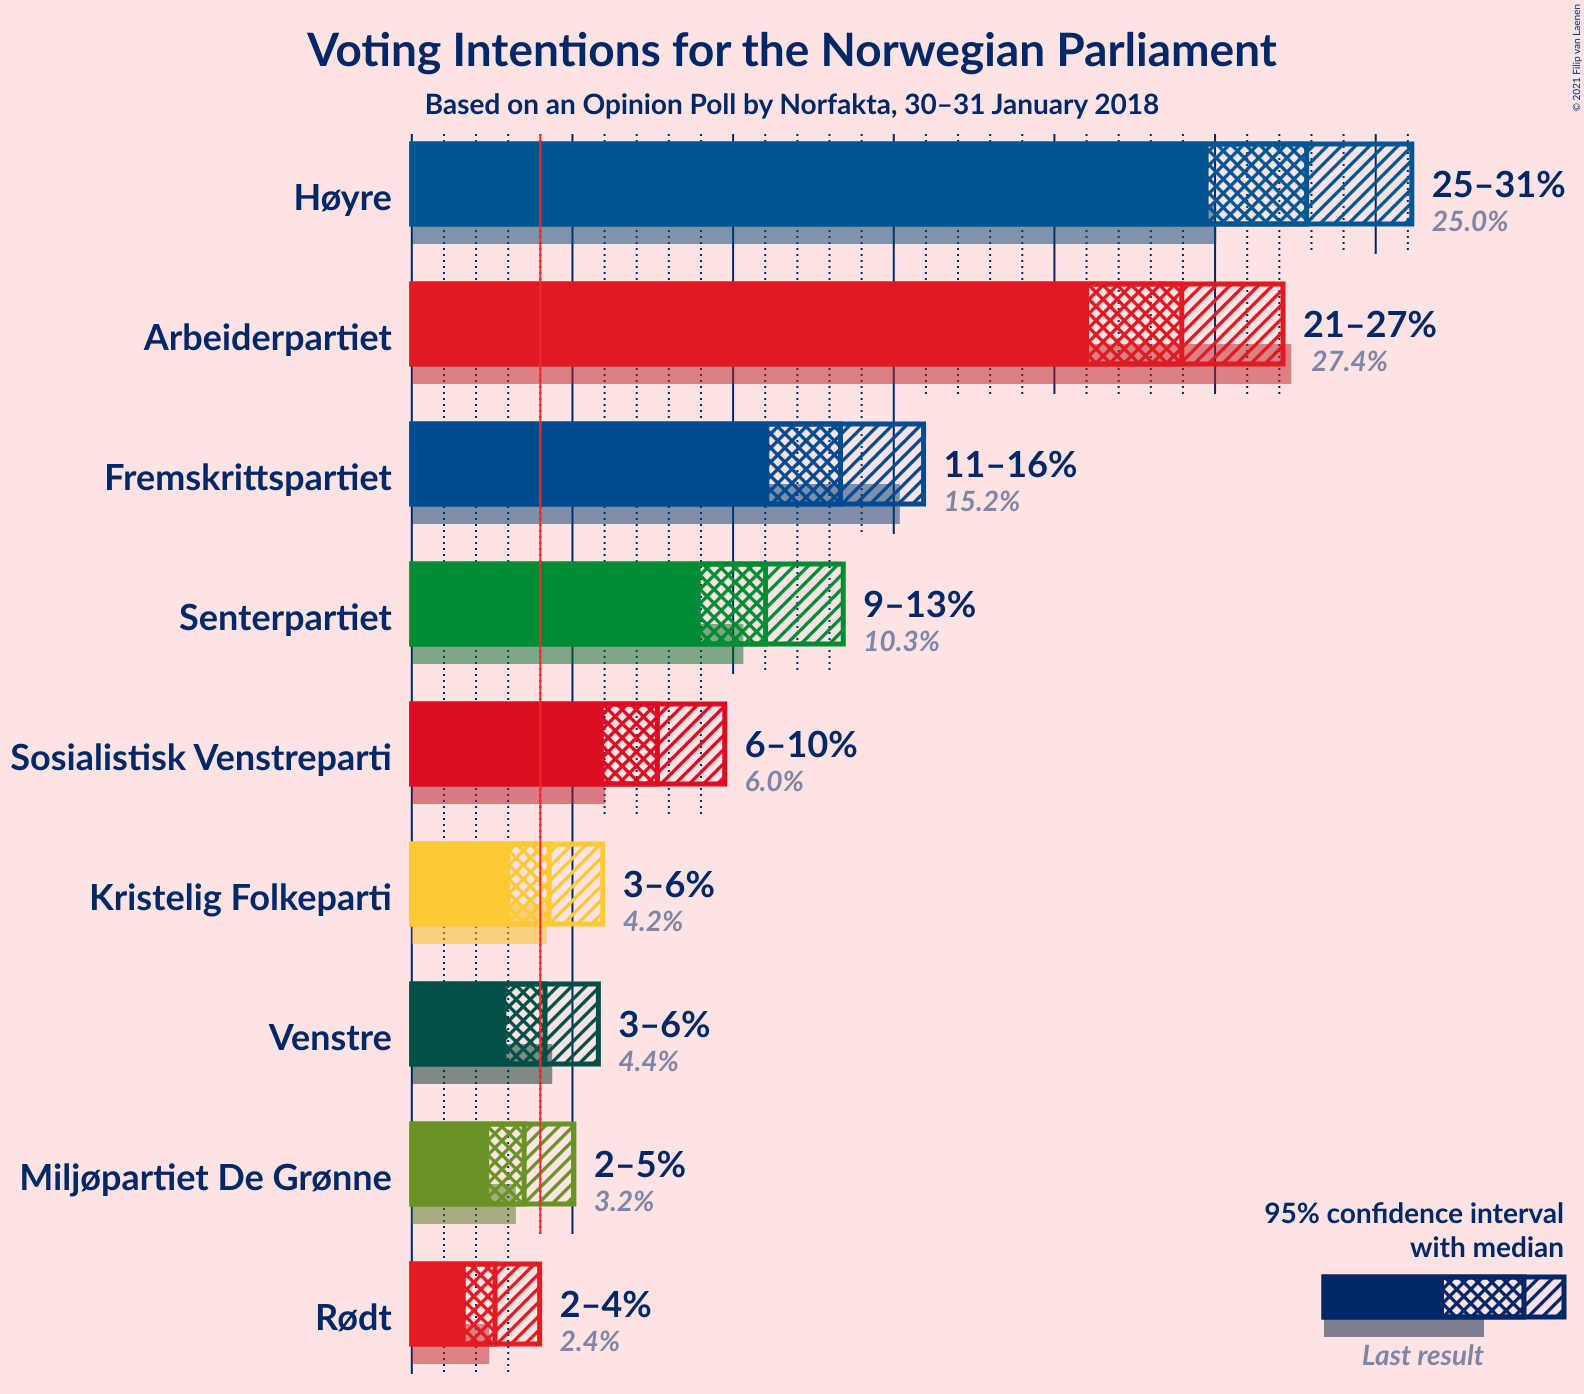 Voting Intentions for the Norwegian Parliament
Based on an Opinion Poll by Norfakta, 30–31 January 2018
© 2021 Filip van Laenen
Høyre
25–31%
25.0%
Arbeiderpartiet
21–27%
27.4%
Fremskrittspartiet
11–16%
15.2%
Senterpartiet
9–13%
10.3%
Sosialistisk Venstreparti
6–10%
6.0%
Kristelig Folkeparti
3–6%
4.2%
Venstre
3–6%
4.4%
Miljøpartiet De Grønne
2–5%
3.2%
Rødt
2–4%
2.4%
95% confidence interval
with median
Last result